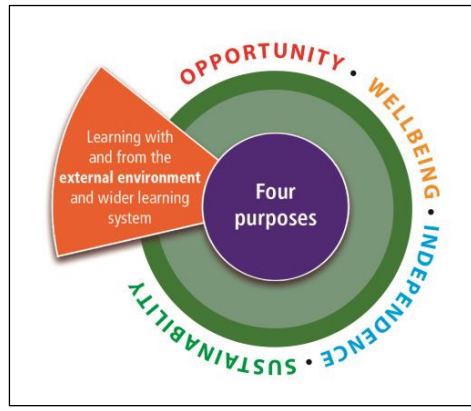 OPPORTUNITY • WELLBEING • INDEPENDENCE • SUSTAINABILITY
Learning with
and from the
external environment
and wider learning
system
Four
purposes